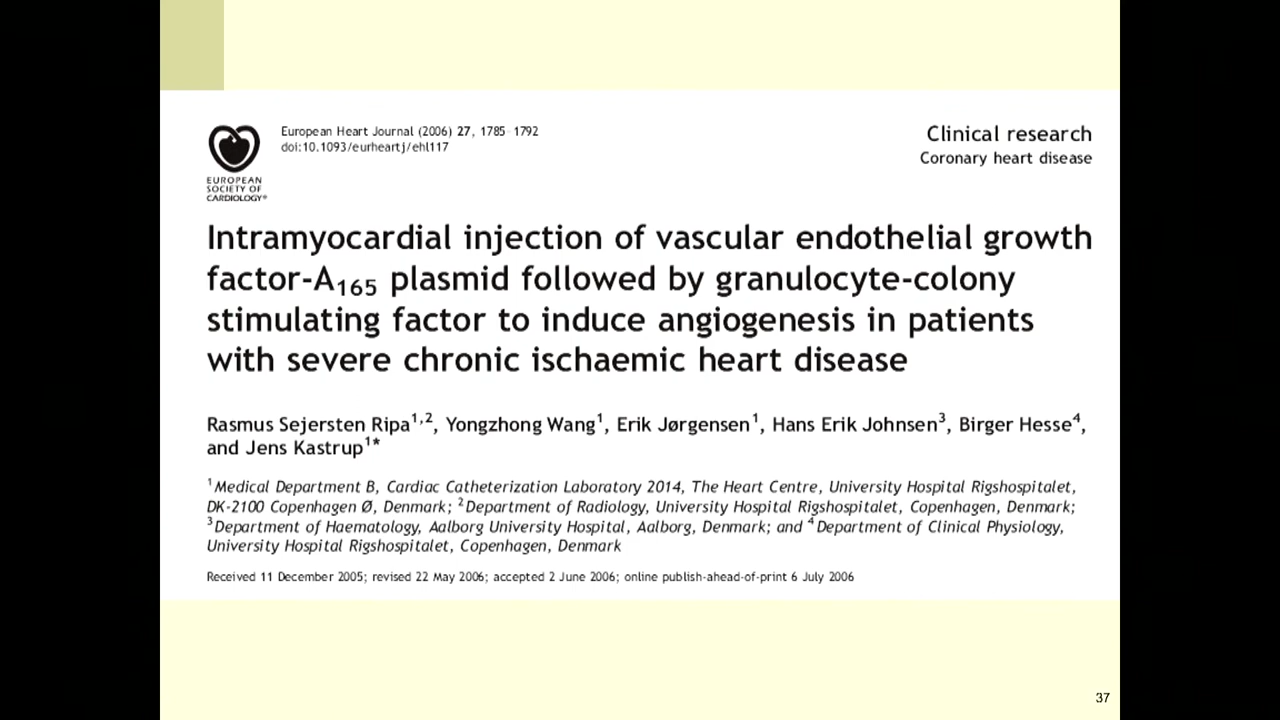 European Heart Journal (2006) 27, 1785–1792
doi:10.1093/eurheartj/ehl117
Clinical research
Coronary heart disease
EUROPEAN
SOCIETY OF
CARDIOLOGY®
Intramyocardial injection of vascular endothelial growth
factor-A₁₆₅ plasmid followed by granulocyte-colony
stimulating factor to induce angiogenesis in patients
with severe chronic ischaemic heart disease
Rasmus Sejersten Ripa¹,², Yongzhong Wang¹, Erik Jørgensen¹, Hans Erik Johnsen³, Birger Hesse⁴,
and Jens Kastrup¹*
¹Medical Department B, Cardiac Catheterization Laboratory 2014, The Heart Centre, University Hospital Rigshospitalet,
DK-2100 Copenhagen Ø, Denmark; ²Department of Radiology, University Hospital Rigshospitalet, Copenhagen, Denmark;
³Department of Haematology, Aalborg University Hospital, Aalborg, Denmark; and ⁴Department of Clinical Physiology,
University Hospital Rigshospitalet, Copenhagen, Denmark
Received 11 December 2005; revised 22 May 2006; accepted 2 June 2006; online publish-ahead-of-print 6 July 2006
37